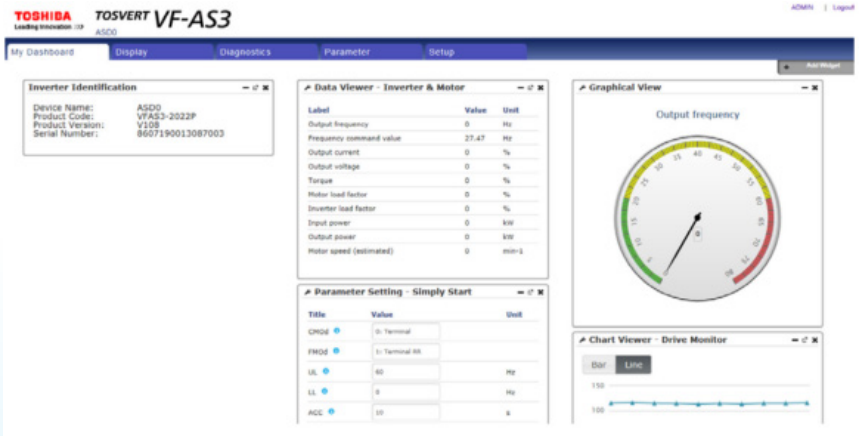 TOSHIBA
Leading Innovation >>>
TOSVERT VF-AS3
ASD0
ADMIN | Logout
My Dashboard Display Diagnostics Parameter Setup
+ Add Widget
Inverter Identification
Device Name: ASD0
Product Code: VFAS3-2022P
Product Version: V108
Serial Number: 8607190013087003
Data Viewer - Inverter & Motor
Label Value Unit
Output frequency 0 Hz
Frequency command value 27.47 Hz
Output current 0 %
Output voltage 0 %
Torque 0 %
Motor load factor 0 %
Inverter load factor 0 %
Input power 0 kW
Output power 0 kW
Motor speed (estimated) 0 min-1
Parameter Setting - Simply Start
Title Value Unit
CMOd 0: Terminal
FMOd 1: Terminal RR
UL 60 Hz
LL 0 Hz
ACC 10 s
Graphical View
Output frequency
35 40 45
0
80
Chart Viewer - Drive Monitor
Bar Line
150
100